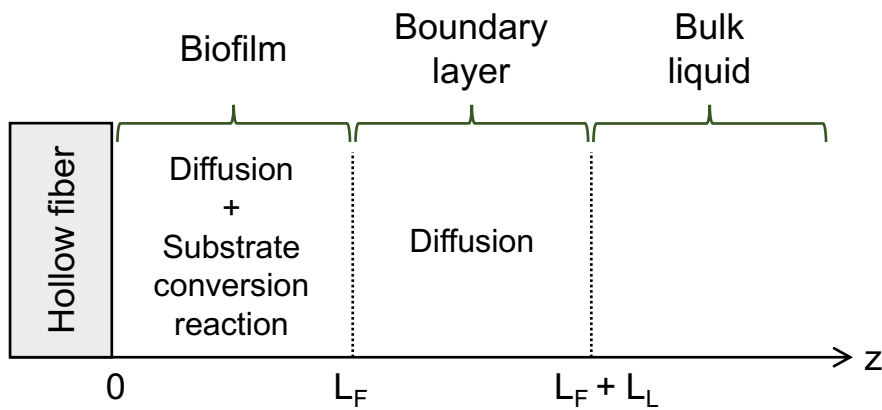 Biofilm
Boundary
layer
Bulk
liquid
Hollow fiber
Diffusion
+
Substrate
conversion
reaction
Diffusion
z
0
L_F
L_F + L_L